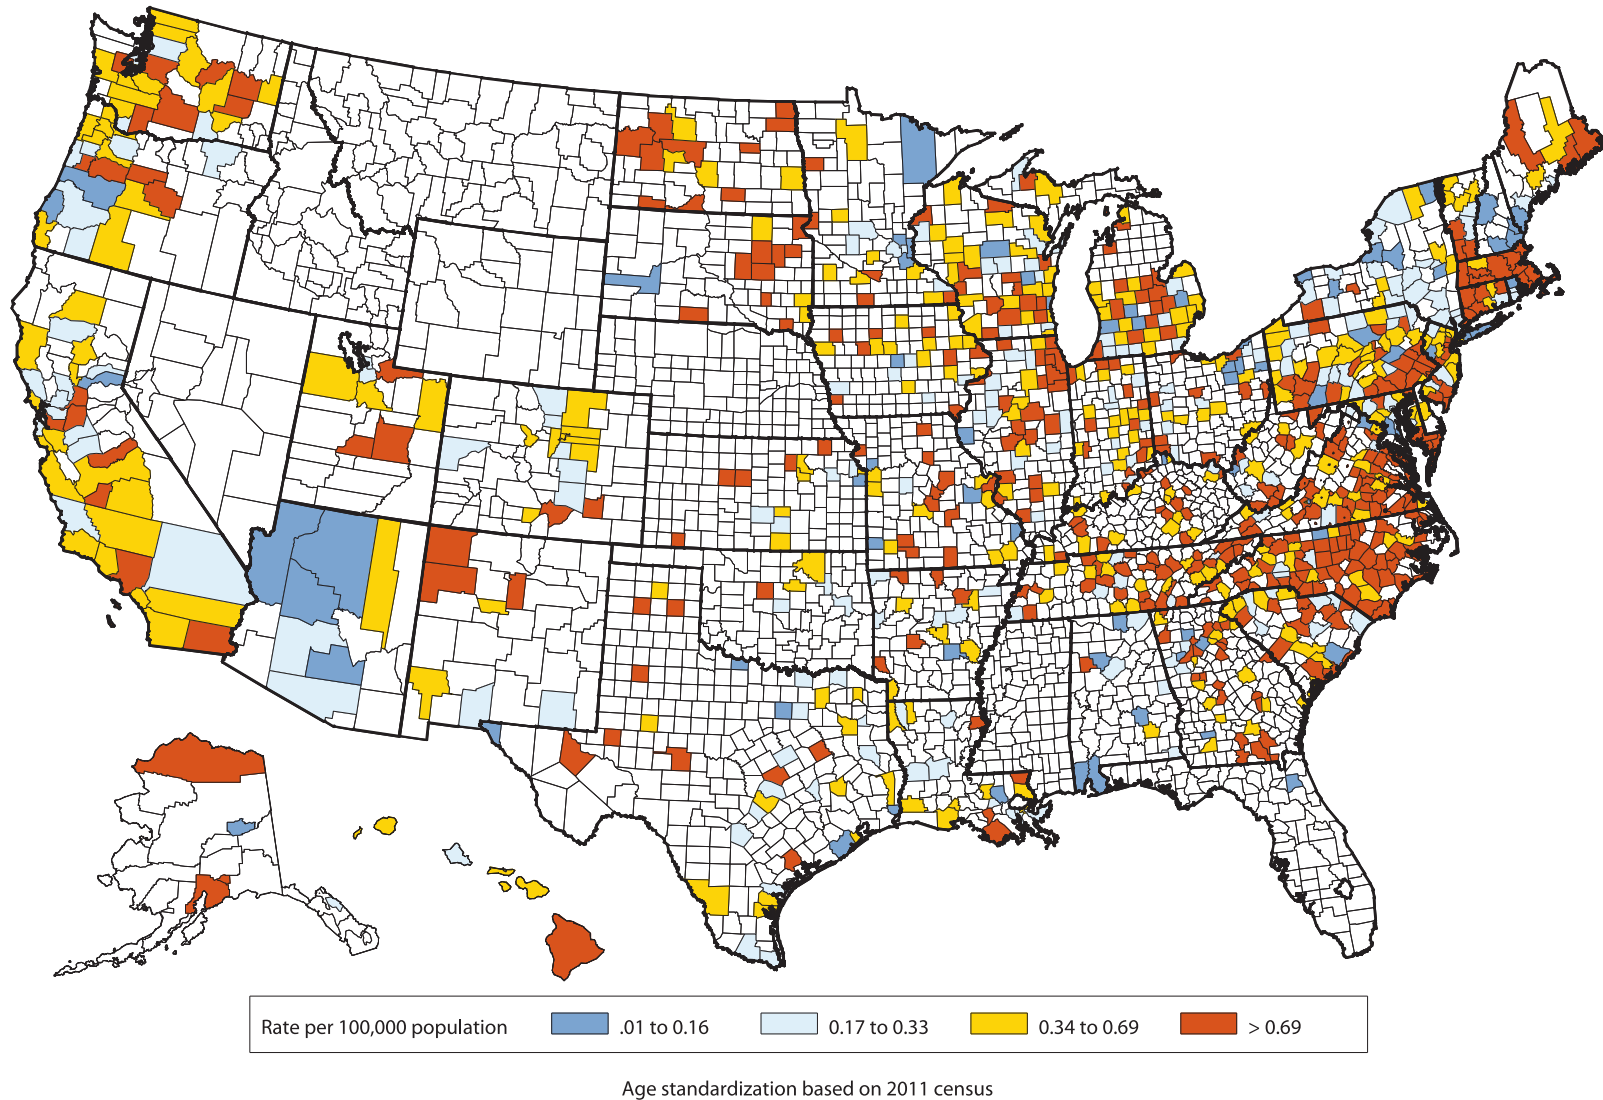 Rate per 100,000 population .01 to 0.16 0.17 to 0.33 0.34 to 0.69 > 0.69
Age standardization based on 2011 census